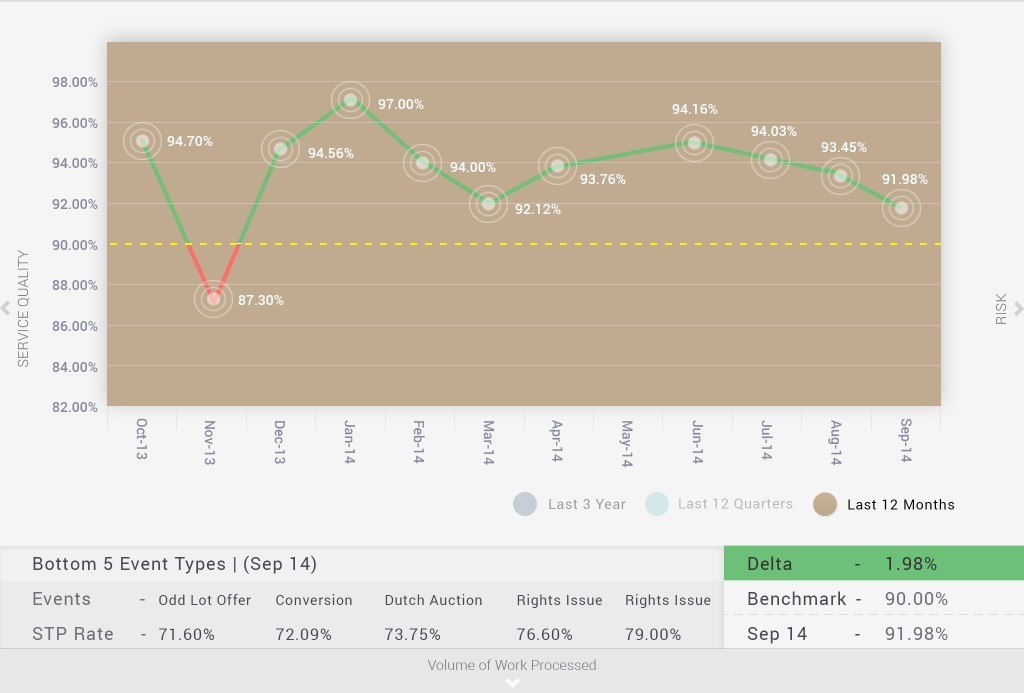 98.00%
96.00%
94.00%
92.00%
90.00%
88.00%
86.00%
84.00%
82.00%
SERVICE QUALITY
94.70%
87.30%
94.56%
97.00%
94.00%
92.12%
93.76%
94.16%
94.03%
93.45%
91.98%
RISK
Oct-13
Nov-13
Dec-13
Jan-14
Feb-14
Mar-14
Apr-14
May-14
Jun-14
Jul-14
Aug-14
Sep-14
Last 3 Year
Last 12 Quarters
Last 12 Months
Bottom 5 Event Types | (Sep 14)
Events - Odd Lot Offer Conversion Dutch Auction Rights Issue Rights Issue
STP Rate - 71.60% 72.09% 73.75% 76.60% 79.00%
Delta - 1.98%
Benchmark - 90.00%
Sep 14 - 91.98%
Volume of Work Processed